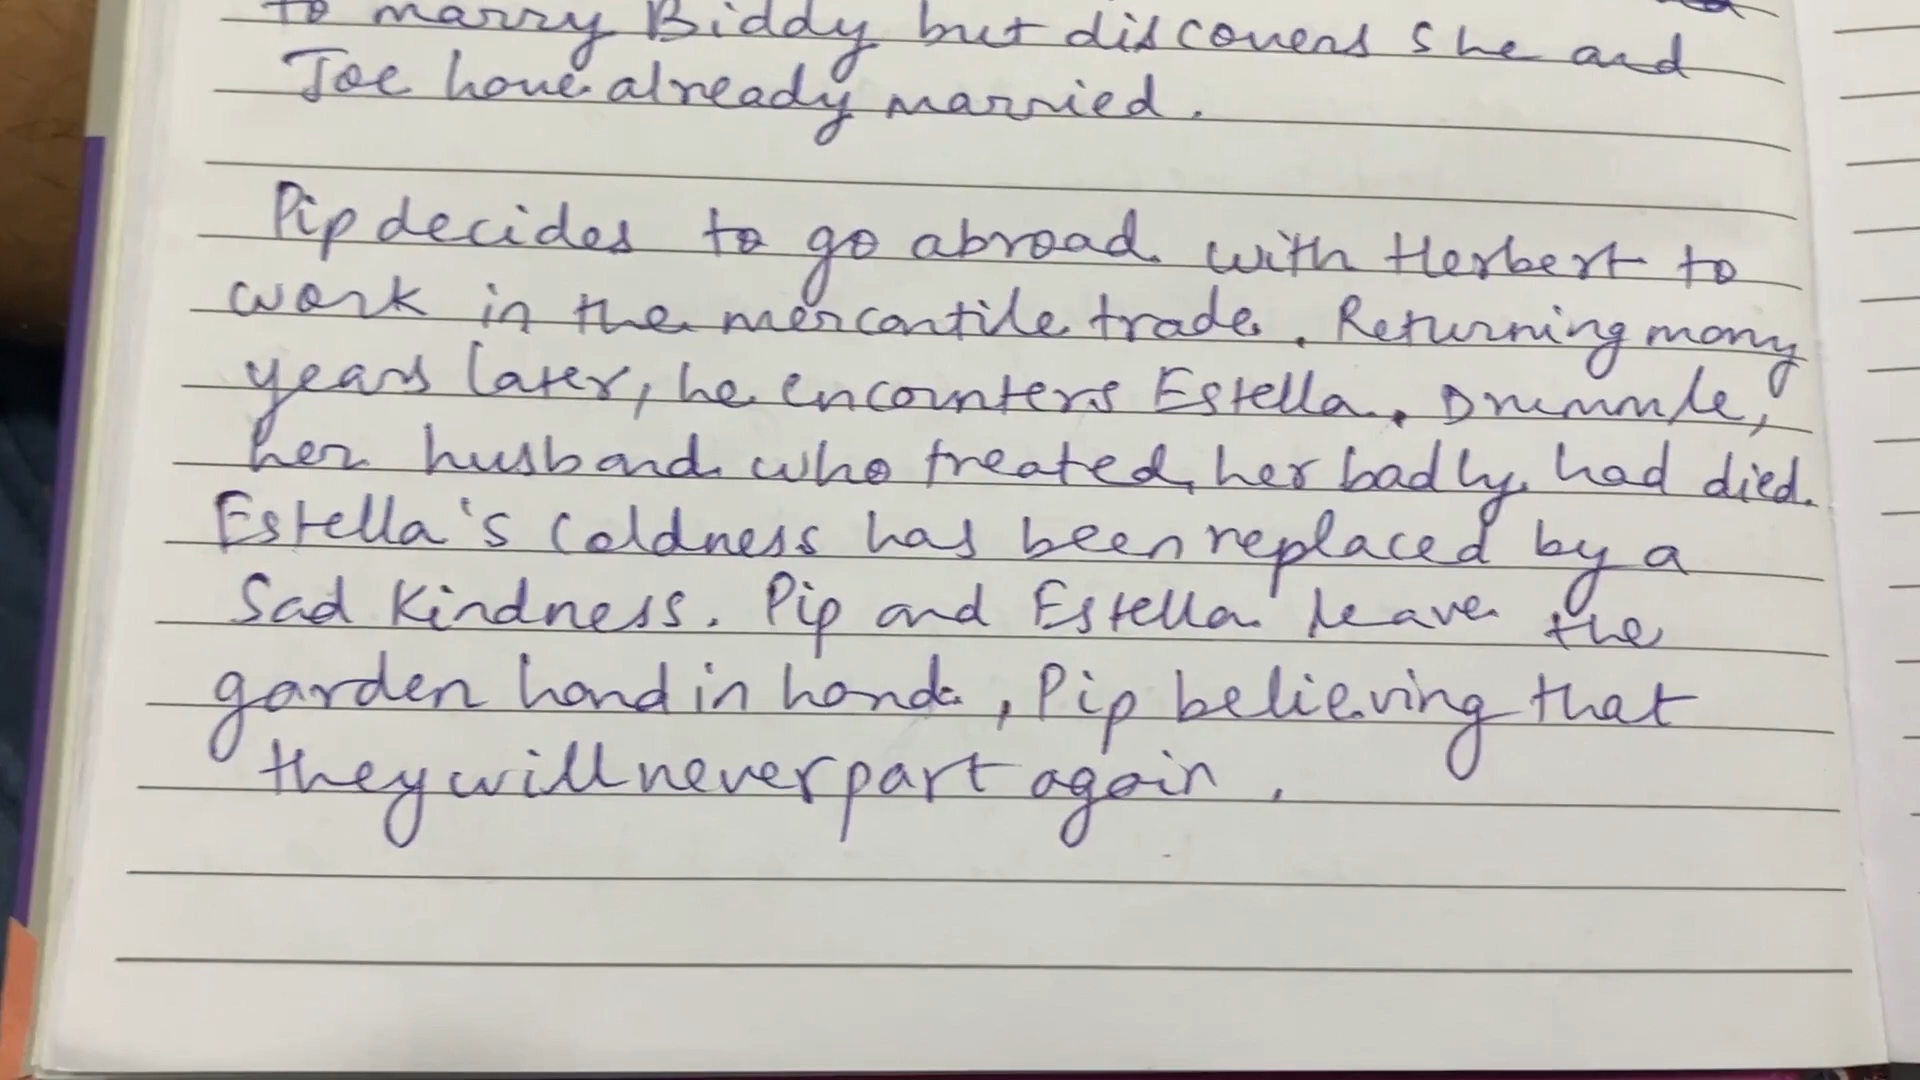 to marry Biddy but discovers she and
Joe have already married.
Pip decides to go abroad with Herbert to
work in the mercantile trade. Returning many
years later, he encounters Estella. Drummle,
her husband who treated her badly had died.
Estella's coldness has been replaced by a
sad kindness. Pip and Estella leave the
garden hand in hand, Pip believing that
they will never part again.